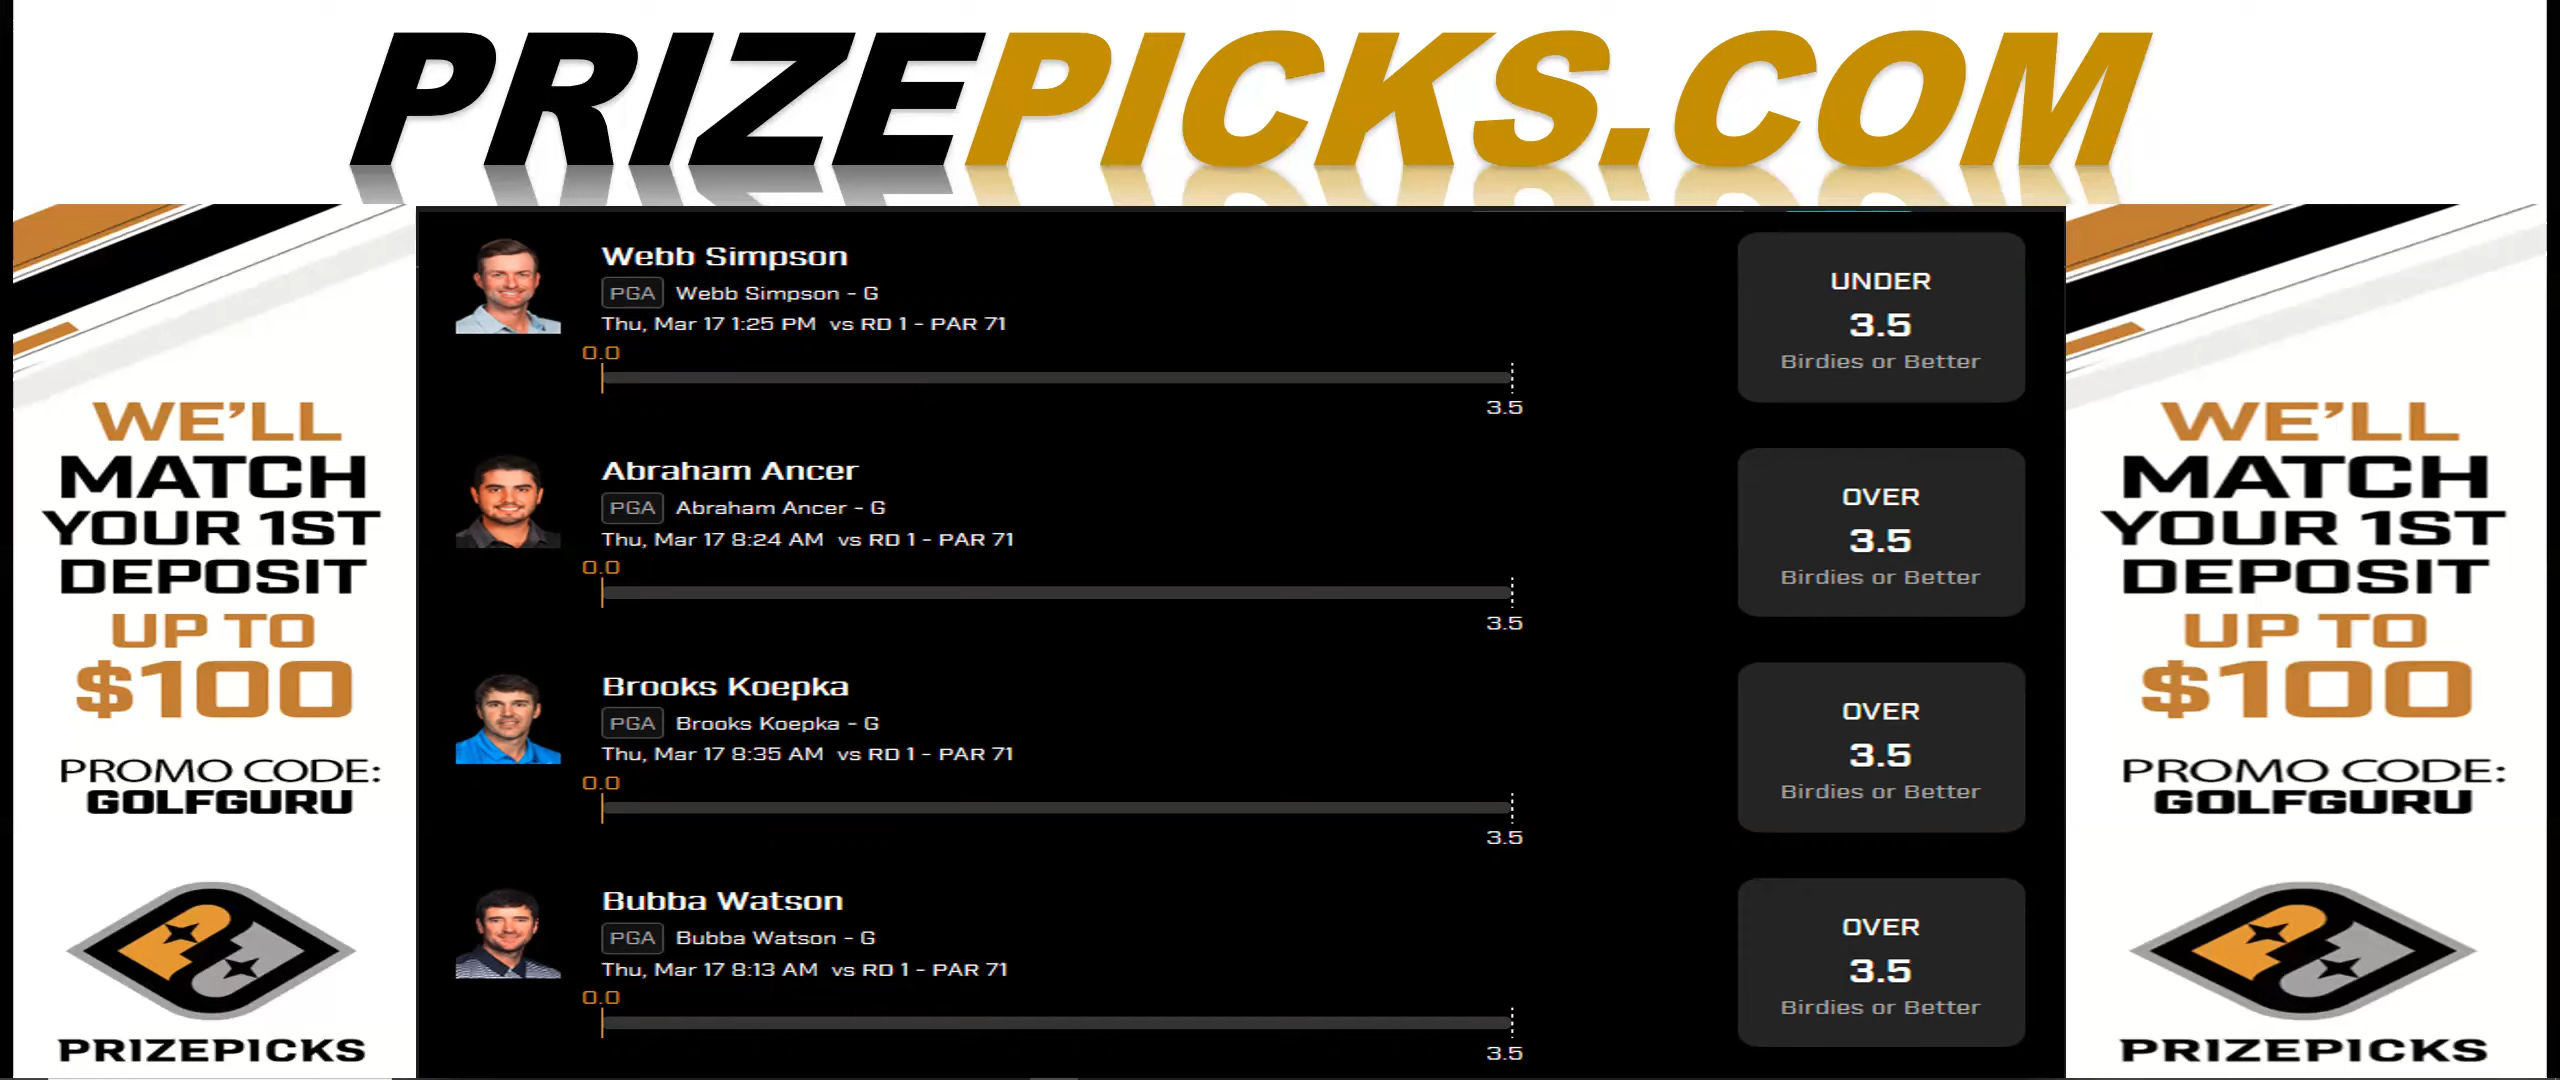 PRIZEPICKS.COM
WE'LL
MATCH
YOUR 1ST
DEPOSIT
UP TO
$100
PROMO CODE:
GOLFGURU
PRIZEPICKS
Webb Simpson
PGA Webb Simpson - G
Thu, Mar 17 1:25 PM vs RD 1 - PAR 71
0.0
3.5
UNDER
3.5
Birdies or Better
Abraham Ancer
PGA Abraham Ancer - G
Thu, Mar 17 8:24 AM vs RD 1 - PAR 71
0.0
3.5
OVER
3.5
Birdies or Better
Brooks Koepka
PGA Brooks Koepka - G
Thu, Mar 17 8:35 AM vs RD 1 - PAR 71
0.0
3.5
OVER
3.5
Birdies or Better
Bubba Watson
PGA Bubba Watson - G
Thu, Mar 17 8:13 AM vs RD 1 - PAR 71
0.0
3.5
OVER
3.5
Birdies or Better
WE'LL
MATCH
YOUR 1ST
DEPOSIT
UP TO
$100
PROMO CODE:
GOLFGURU
PRIZEPICKS